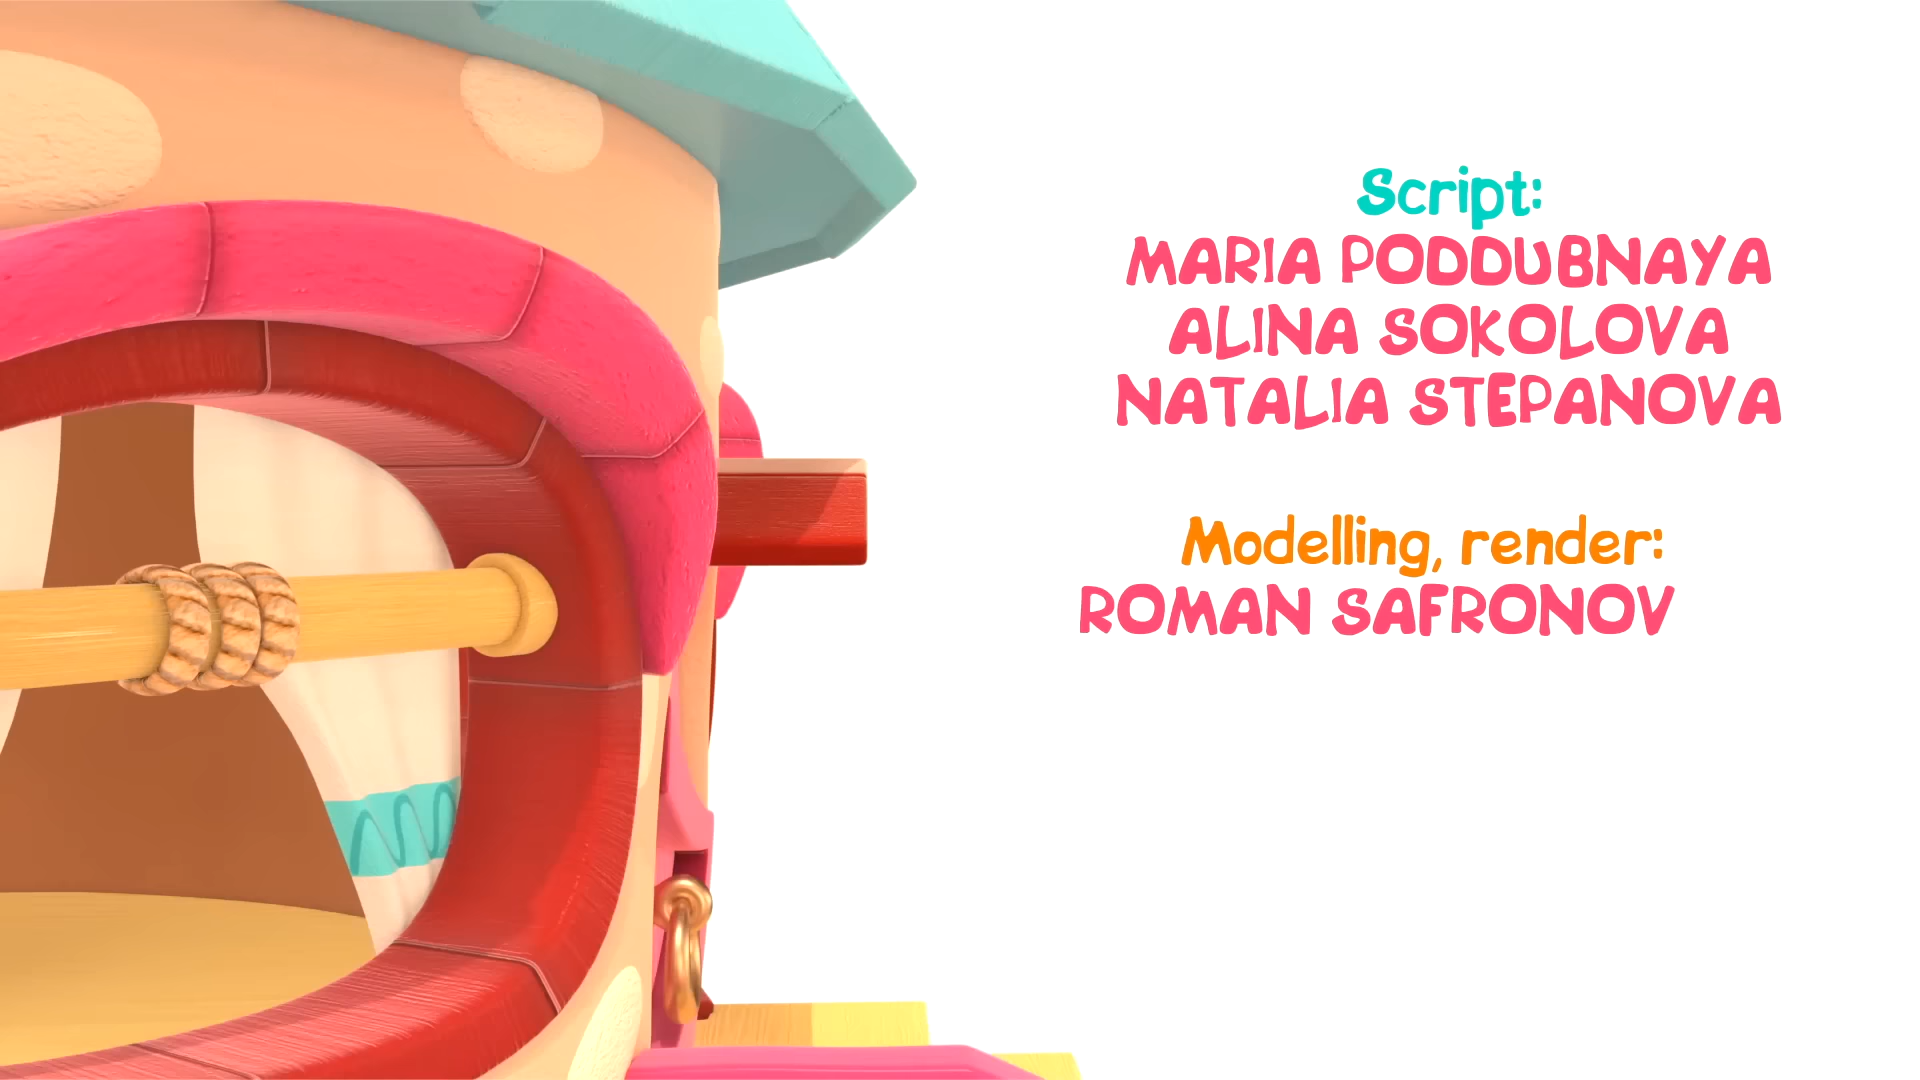 Script:
MARIA PODDUBNAYA
ALINA SOKOLOVA
NATALIA STEPANOVA
Modelling, render:
ROMAN SAFRONOV